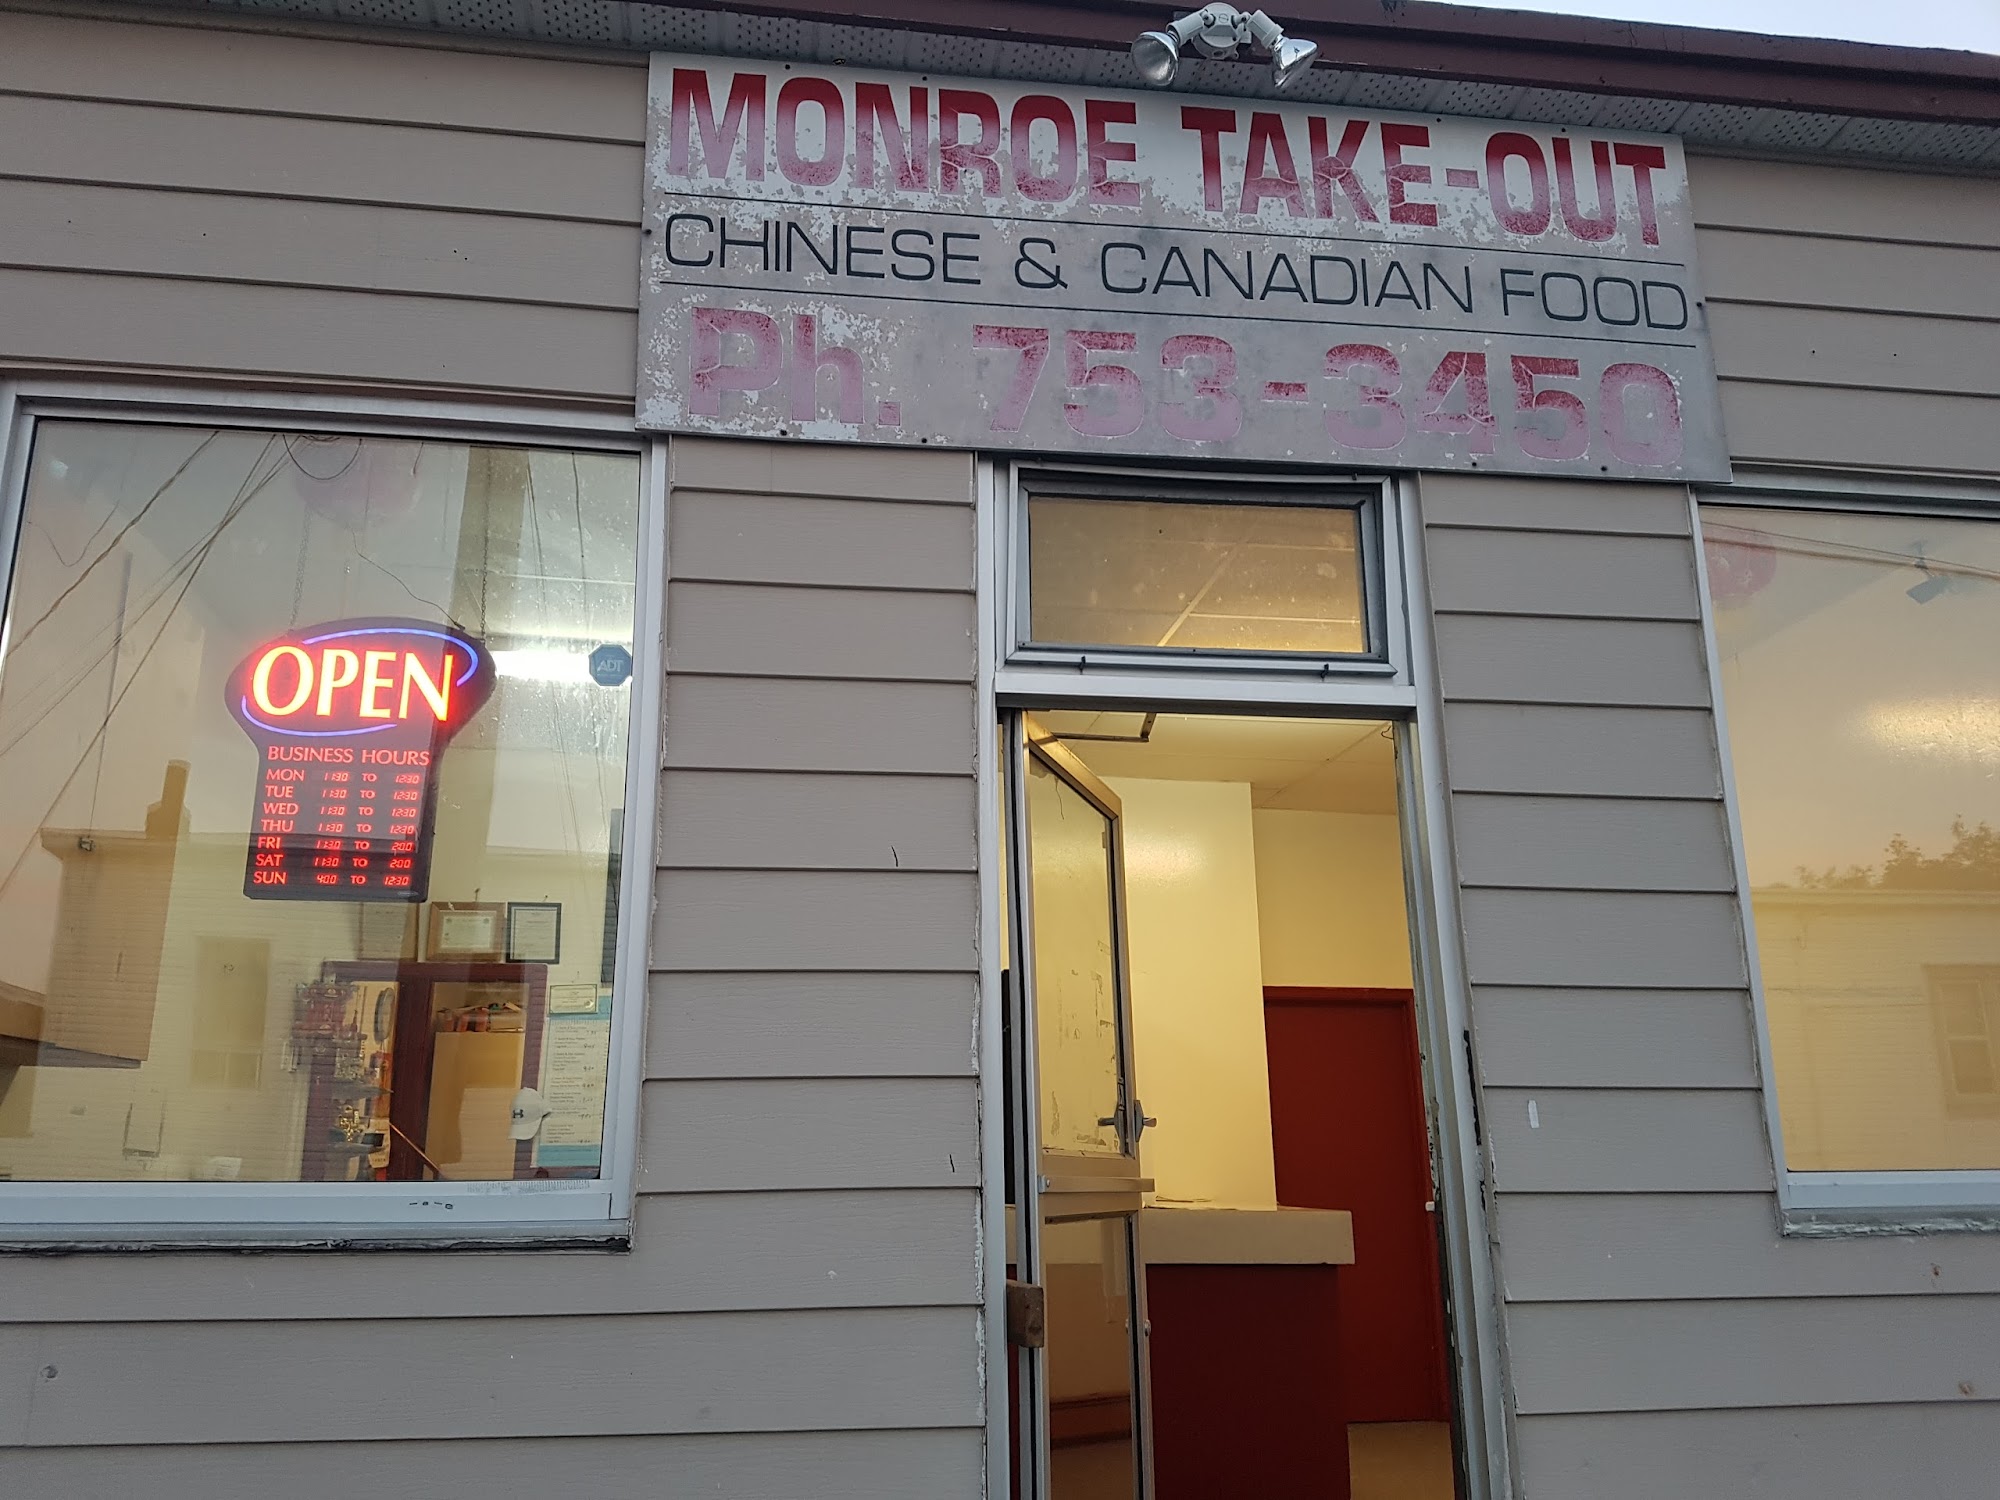 MONROE TAKE-OUT
CHINESE & CANADIAN FOOD
Ph. 753-3450
OPEN
ADT
BUSINESS HOURS
MON 11:30 TO 12:30
TUE 11:30 TO 12:30
WED 11:30 TO 12:30
THU 11:30 TO 12:30
FRI 11:30 TO 2:00
SAT 11:30 TO 2:00
SUN 4:00 TO 12:30